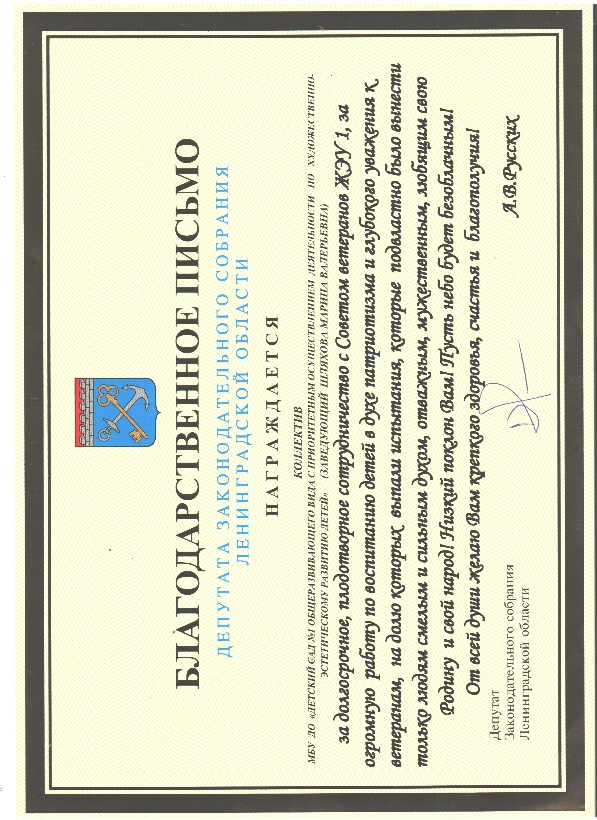 БЛАГОДАРСТВЕННОЕ ПИСЬМО
ДЕПУТАТА ЗАКОНОДАТЕЛЬНОГО СОБРАНИЯ
ЛЕНИНГРАДСКОЙ ОБЛАСТИ
НАГРАЖДАЕТСЯ
КОЛЛЕКТИВ
МБУ ДО «ДЕТСКИЙ САД №1 ОБЩЕРАЗВИВАЮЩЕГО ВИДА С ПРИОРИТЕТНЫМ ОСУЩЕСТВЛЕНИЕМ ДЕЯТЕЛЬНОСТИ ПО ХУДОЖЕСТВЕННО-
ЭСТЕТИЧЕСКОМУ РАЗВИТИЮ ДЕТЕЙ» (ЗАВЕДУЮЩИЙ ШЛЯХОВА МАРИНА ВАЛЕРЬЕВНА)
за долгосрочное, плодотворное сотрудничество с Советом ветеранов ЖЭУ 1, за
огромную работу по воспитанию детей в духе патриотизма и глубокого уважения к
ветеранам, на долю которых выпали испытания, которые подвластно было вынести
только людям смелым и сильным духом, отважным, мужественным, любящим свою
Родину и свой народ! Низкий поклон Вам! Пусть небо будет безоблачным!
От всей души желаю Вам крепкого здоровья, счастья и благополучия!
Депутат
Законодательного собрания
Ленинградской области
А.В.Русских